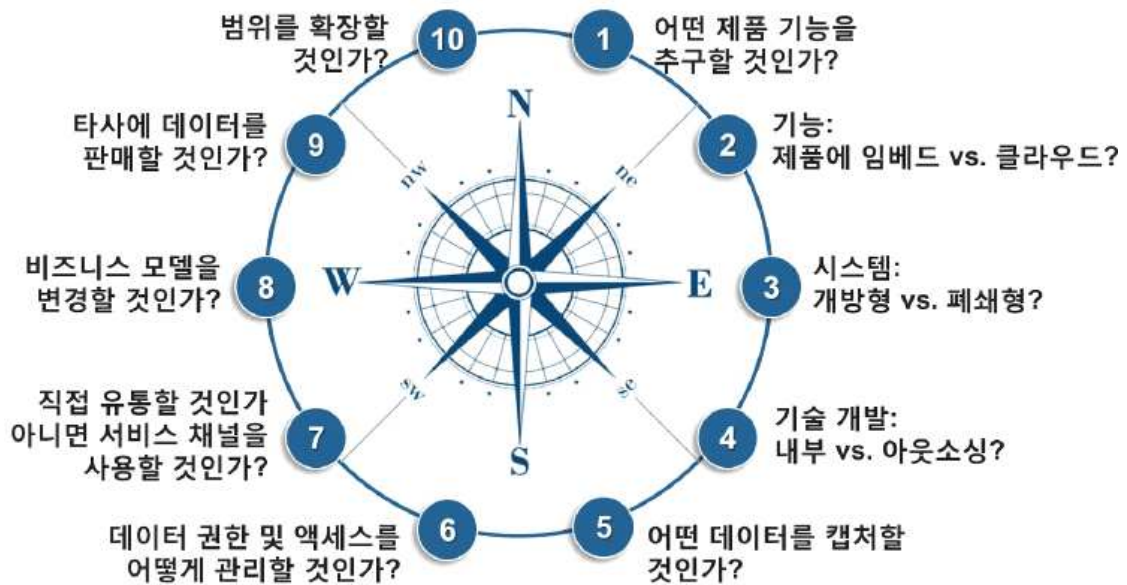 1
어떤 제품 기능을
추구할 것인가?
2
기능:
제품에 임베드 vs. 클라우드?
3
시스템:
개방형 vs. 폐쇄형?
4
기술 개발:
내부 vs. 아웃소싱?
5
어떤 데이터를 캡처할
것인가?
6
데이터 권한 및 액세스를
어떻게 관리할 것인가?
7
직접 유통할 것인가
아니면 서비스 채널을
사용할 것인가?
8
비즈니스 모델을
변경할 것인가?
9
타사에 데이터를
판매할 것인가?
10
범위를 확장할
것인가?
N
ne
E
se
S
sw
W
nw